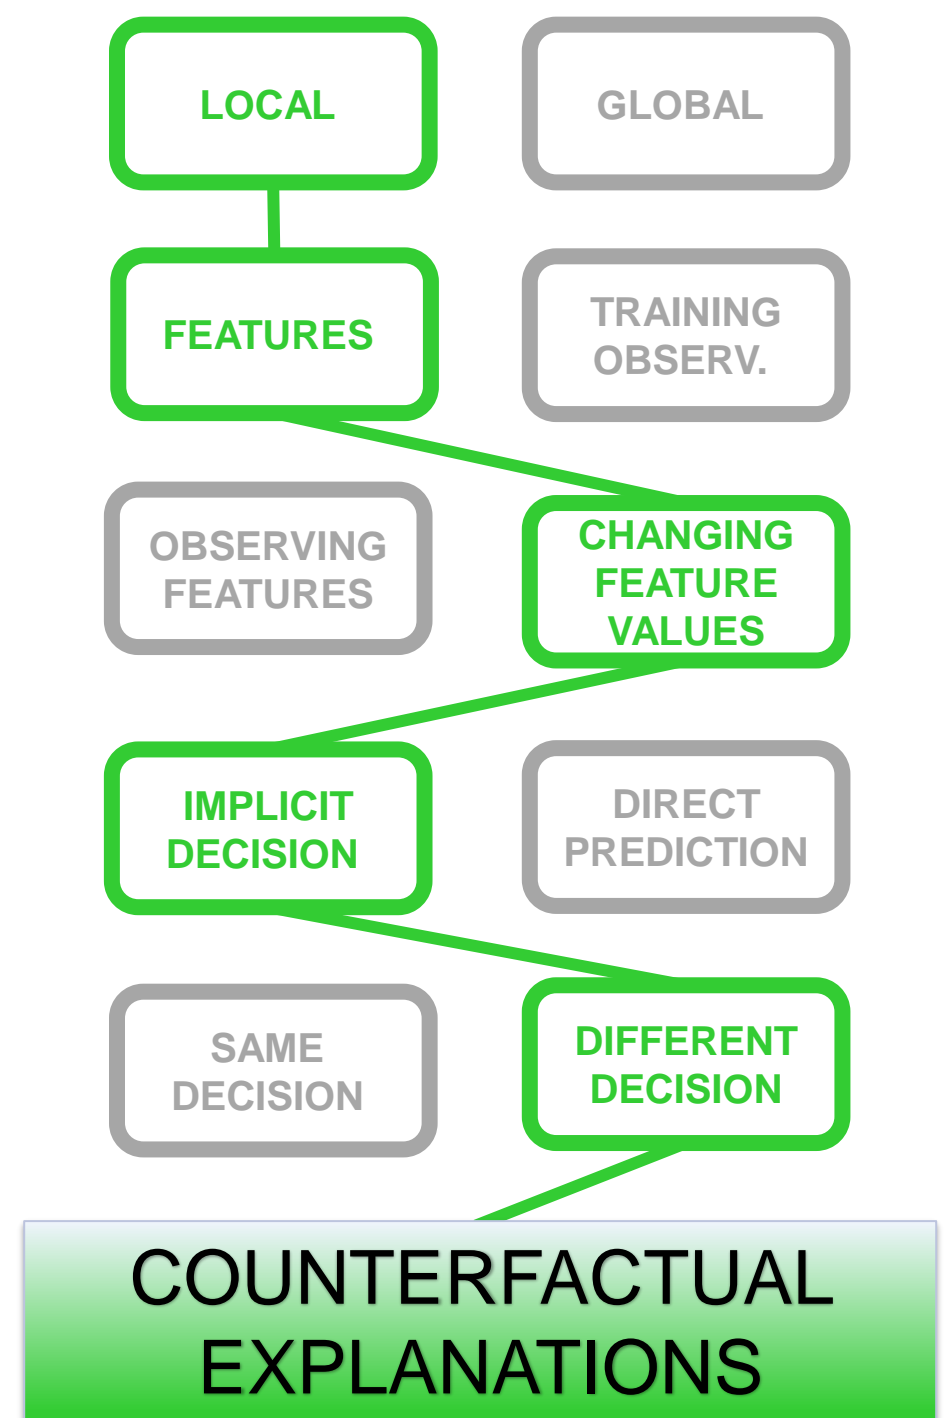 LOCAL
GLOBAL
FEATURES
TRAINING
OBSERV.
OBSERVING
FEATURES
CHANGING
FEATURE
VALUES
IMPLICIT
DECISION
DIRECT
PREDICTION
SAME
DECISION
DIFFERENT
DECISION
COUNTERFACTUAL
EXPLANATIONS